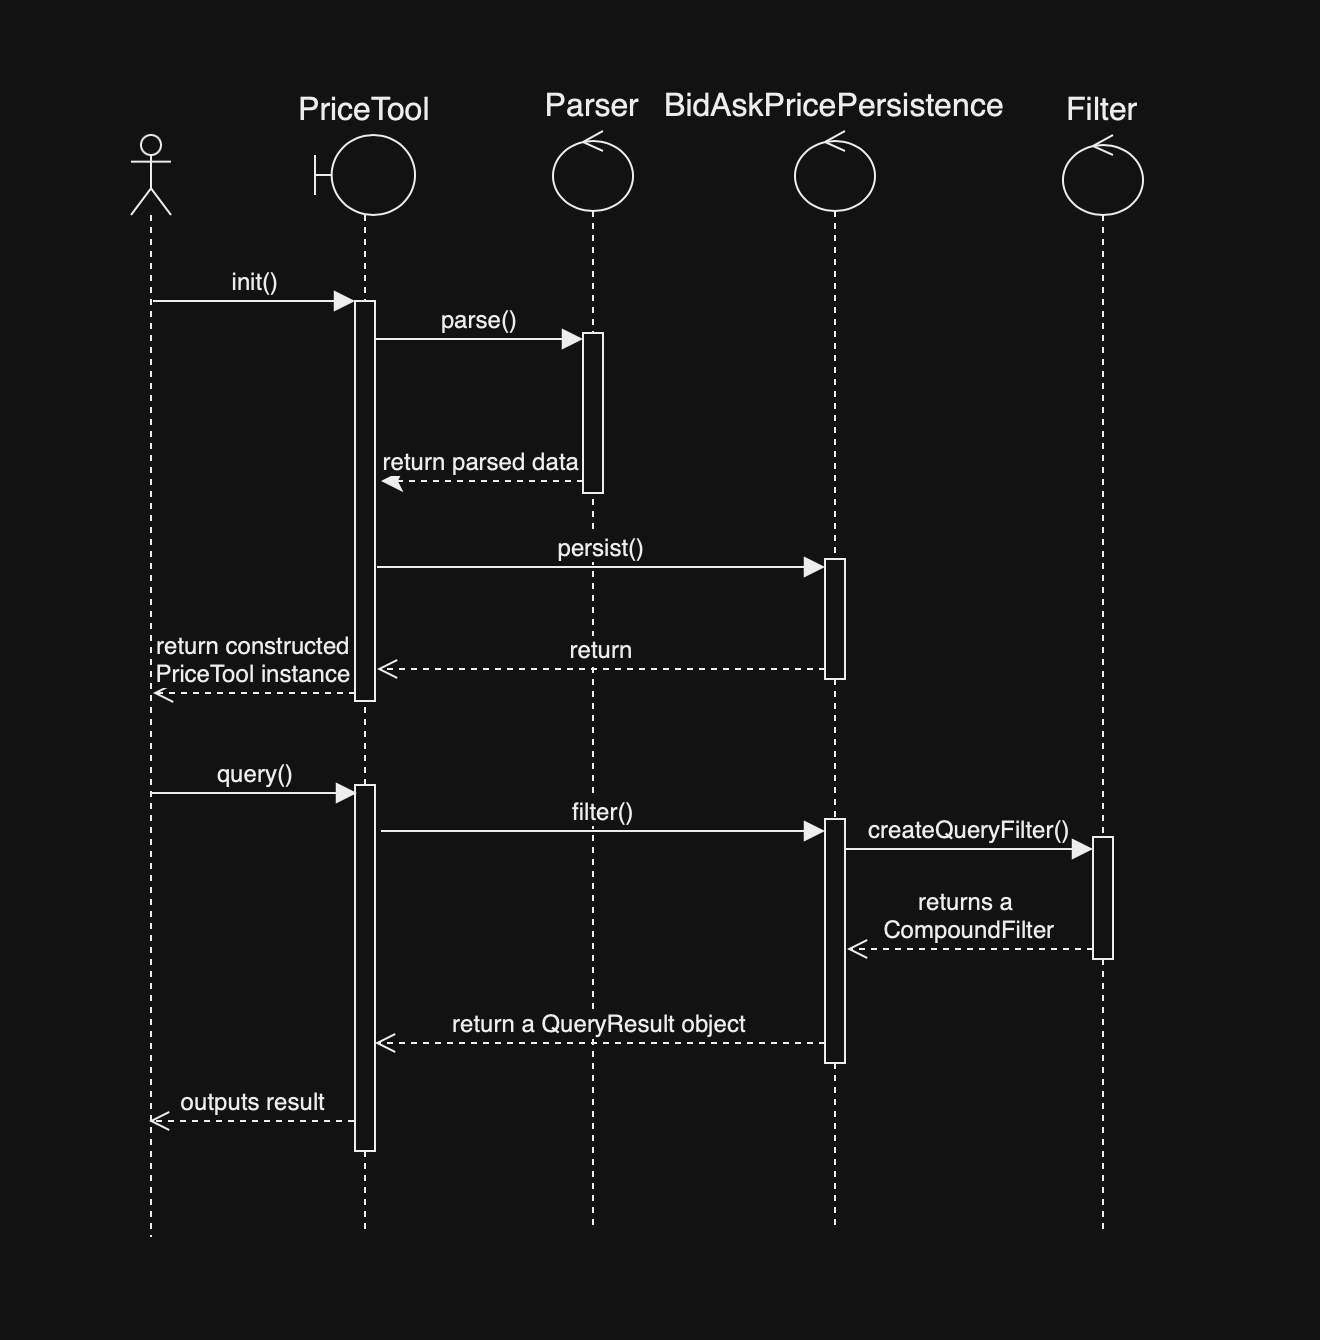 PriceTool
Parser
BidAskPricePersistence
Filter
init()
parse()
return parsed data
persist()
return constructed
PriceTool instance
return
query()
filter()
createQueryFilter()
returns a
CompoundFilter
return a QueryResult object
outputs result